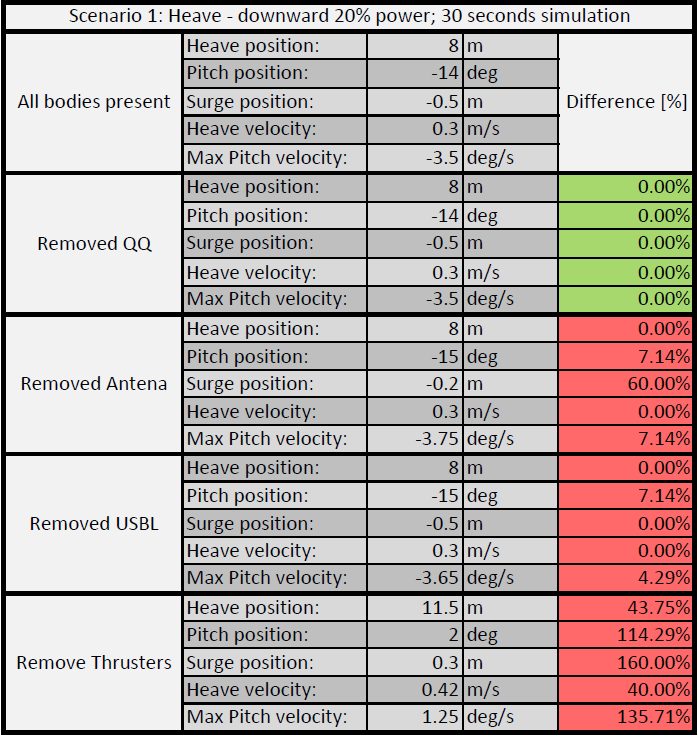 Scenario 1: Heave - downward 20% power; 30 seconds simulation
All bodies present
Heave position: 8 m
Pitch position: -14 deg
Surge position: -0.5 m
Heave velocity: 0.3 m/s
Max Pitch velocity: -3.5 deg/s
Difference [%]
Removed QQ
Heave position: 8 m 0.00%
Pitch position: -14 deg 0.00%
Surge position: -0.5 m 0.00%
Heave velocity: 0.3 m/s 0.00%
Max Pitch velocity: -3.5 deg/s 0.00%
Removed Antena
Heave position: 8 m 0.00%
Pitch position: -15 deg 7.14%
Surge position: -0.2 m 60.00%
Heave velocity: 0.3 m/s 0.00%
Max Pitch velocity: -3.75 deg/s 7.14%
Removed USBL
Heave position: 8 m 0.00%
Pitch position: -15 deg 7.14%
Surge position: -0.5 m 0.00%
Heave velocity: 0.3 m/s 0.00%
Max Pitch velocity: -3.65 deg/s 4.29%
Remove Thrusters
Heave position: 11.5 m 43.75%
Pitch position: 2 deg 114.29%
Surge position: 0.3 m 160.00%
Heave velocity: 0.42 m/s 40.00%
Max Pitch velocity: 1.25 deg/s 135.71%